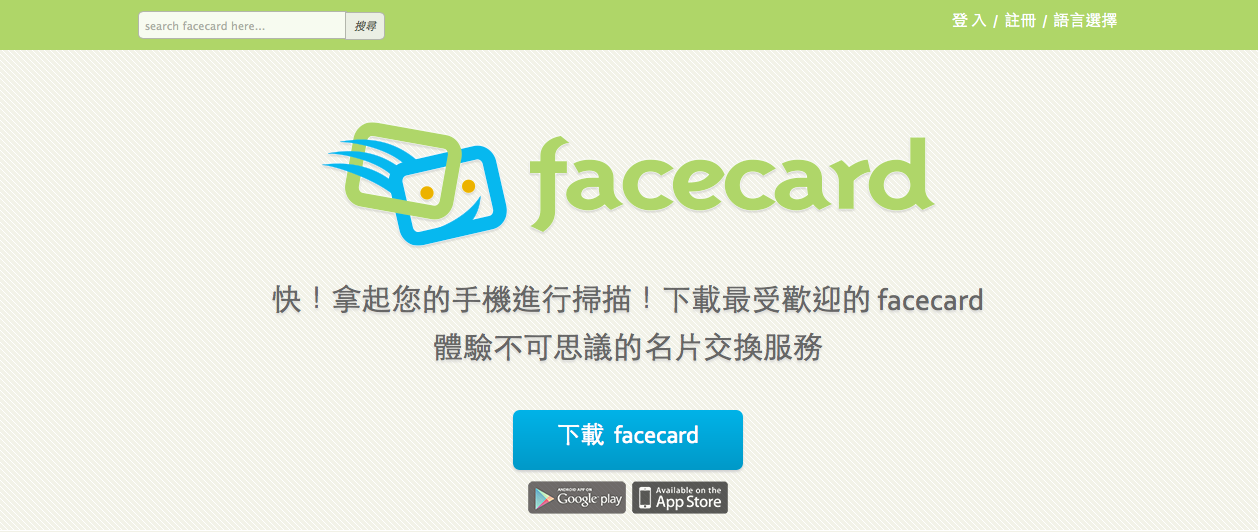 search facecard here... 搜尋 登入 / 註冊 / 語言選擇
facecard
快！拿起您的手機進行掃描！下載最受歡迎的 facecard
體驗不可思議的名片交換服務
下載 facecard
ANDROID APP ON
Google play
Available on the
App Store